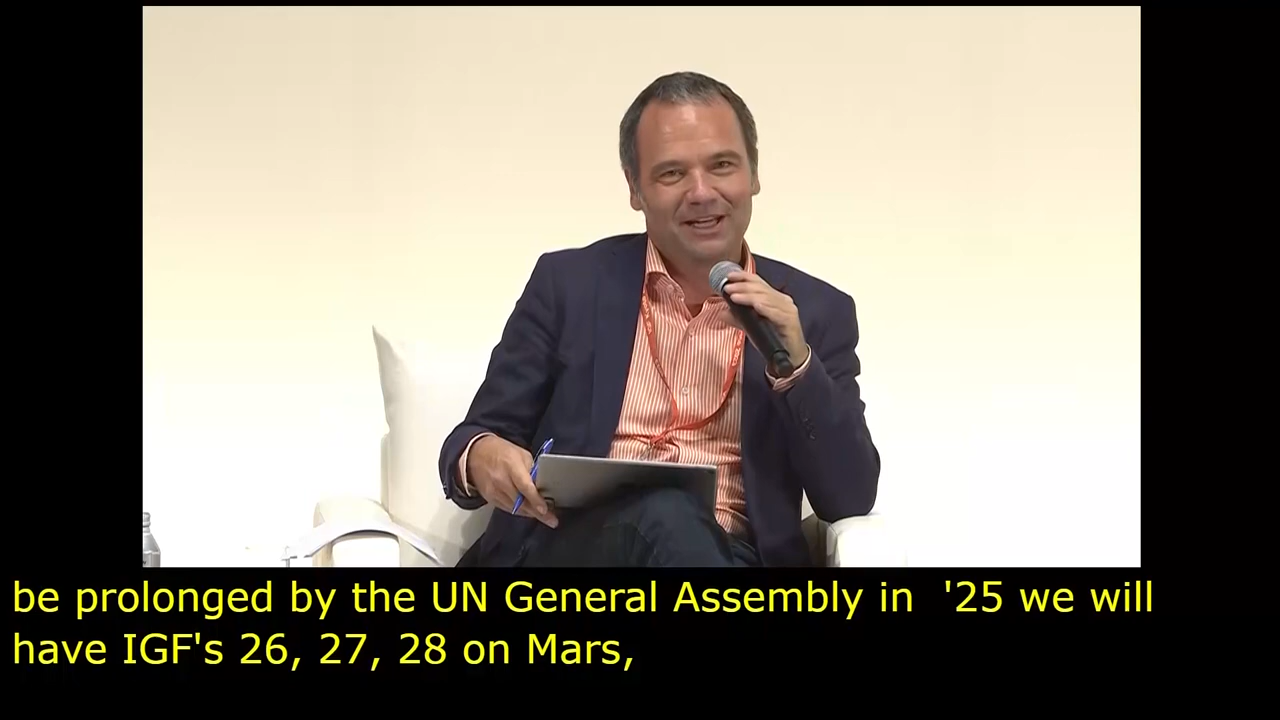 be prolonged by the UN General Assembly in  '25 we will
have IGF's 26, 27, 28 on Mars,